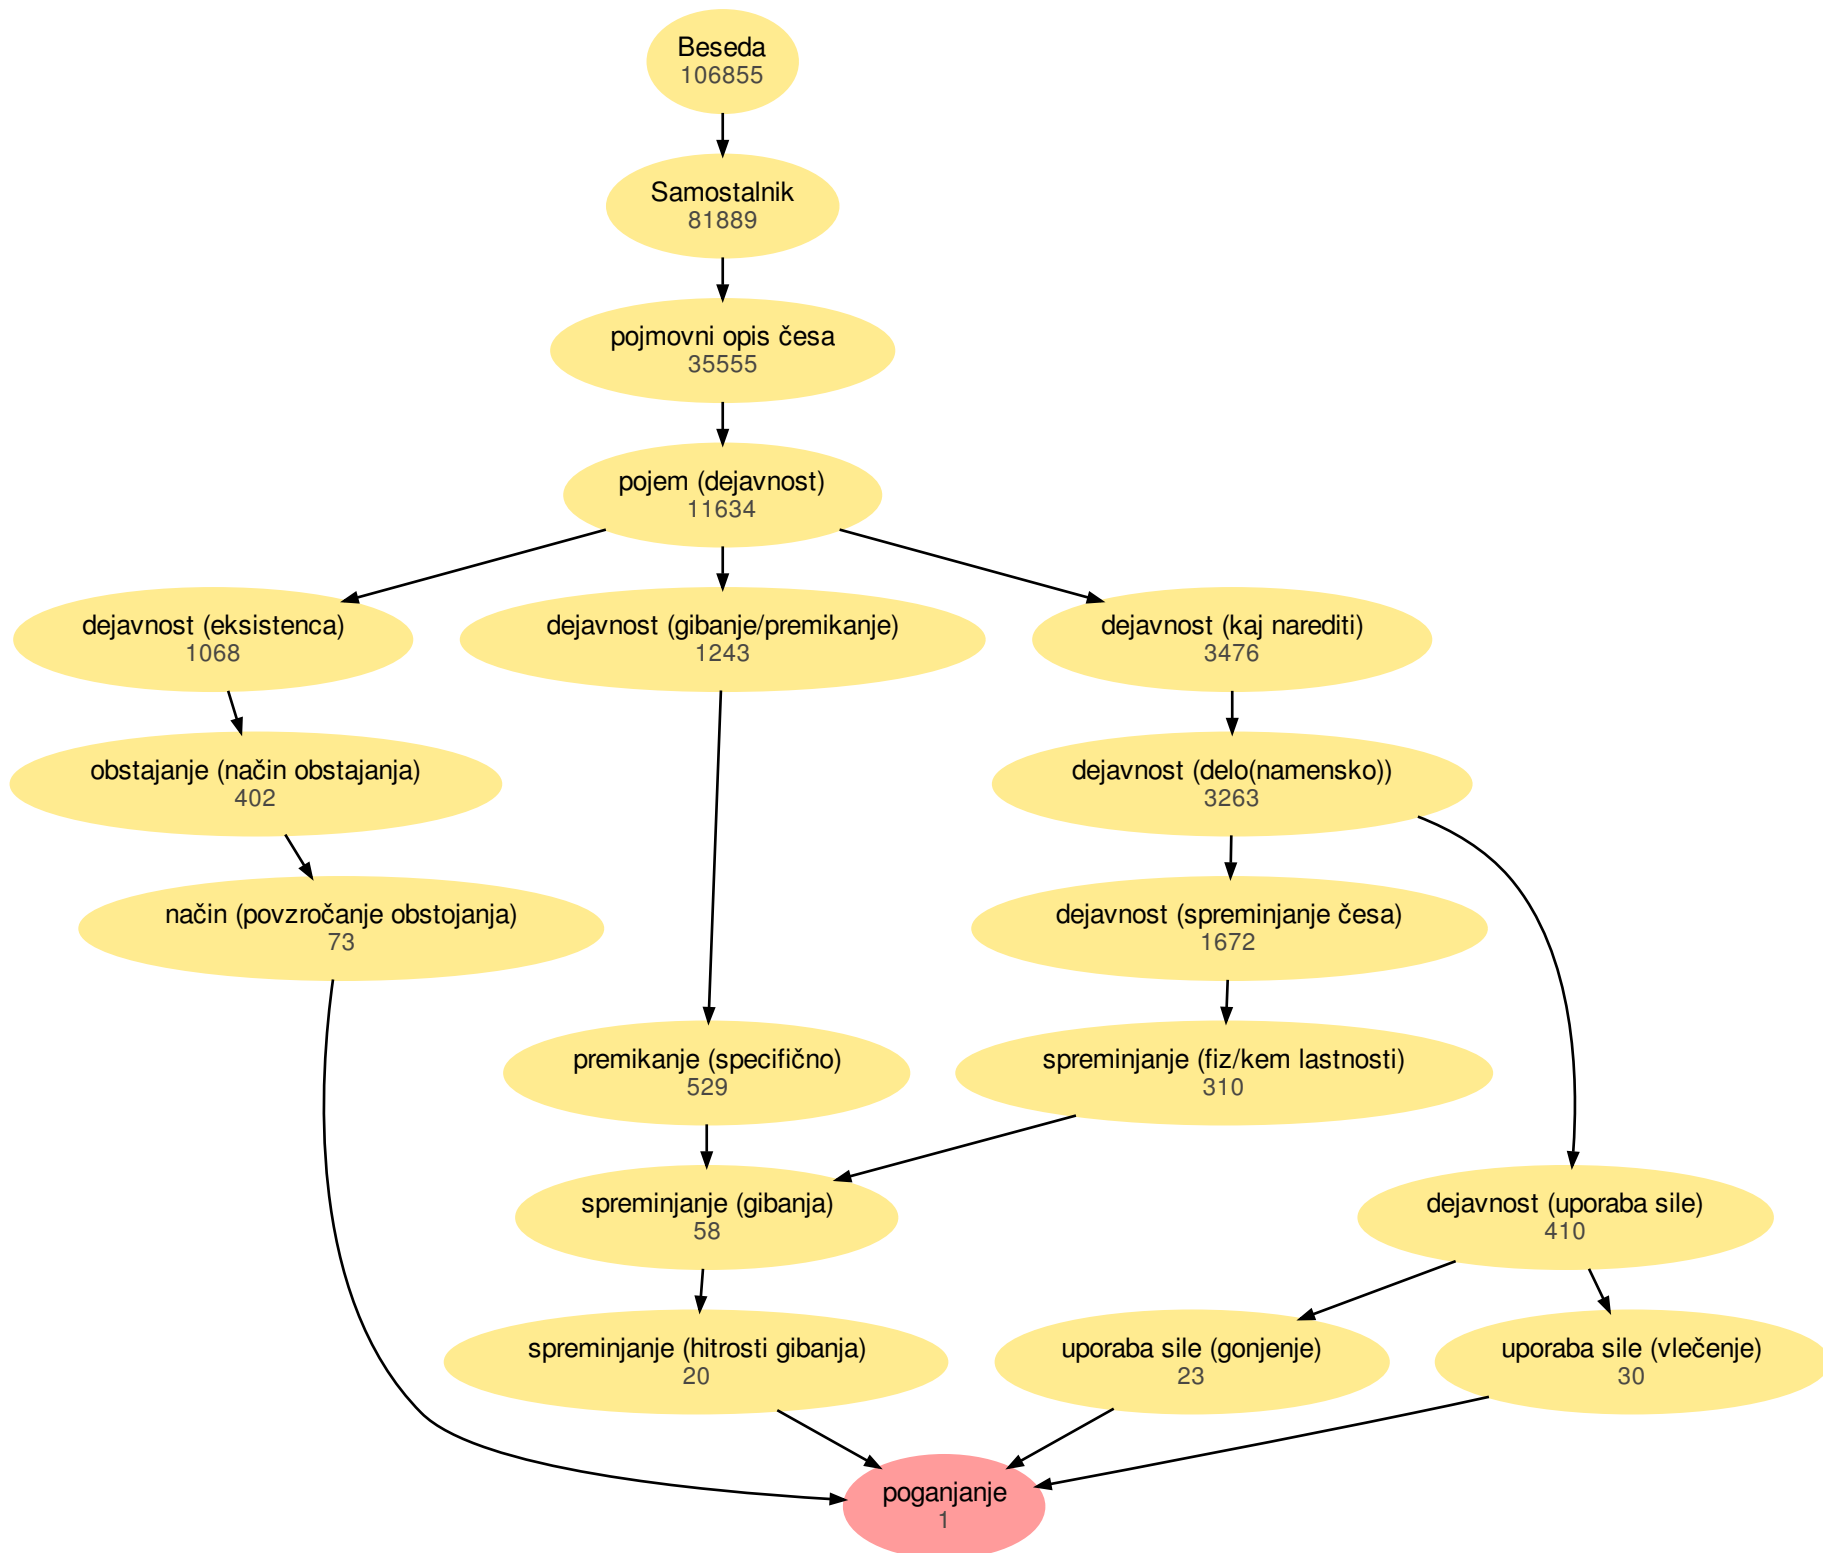 Beseda
106855
Samostalnik
81889
pojmovni opis česa
35555
pojem (dejavnost)
11634
dejavnost (eksistenca)
1068
dejavnost (gibanje/premikanje)
1243
dejavnost (kaj narediti)
3476
obstajanje (način obstajanja)
402
dejavnost (delo(namensko))
3263
način (povzročanje obstojanja)
73
dejavnost (spreminjanje česa)
1672
premikanje (specifično)
529
spreminjanje (fiz/kem lastnosti)
310
spreminjanje (gibanja)
58
dejavnost (uporaba sile)
410
spreminjanje (hitrosti gibanja)
20
uporaba sile (gonjenje)
23
uporaba sile (vlečenje)
30
poganjanje
1